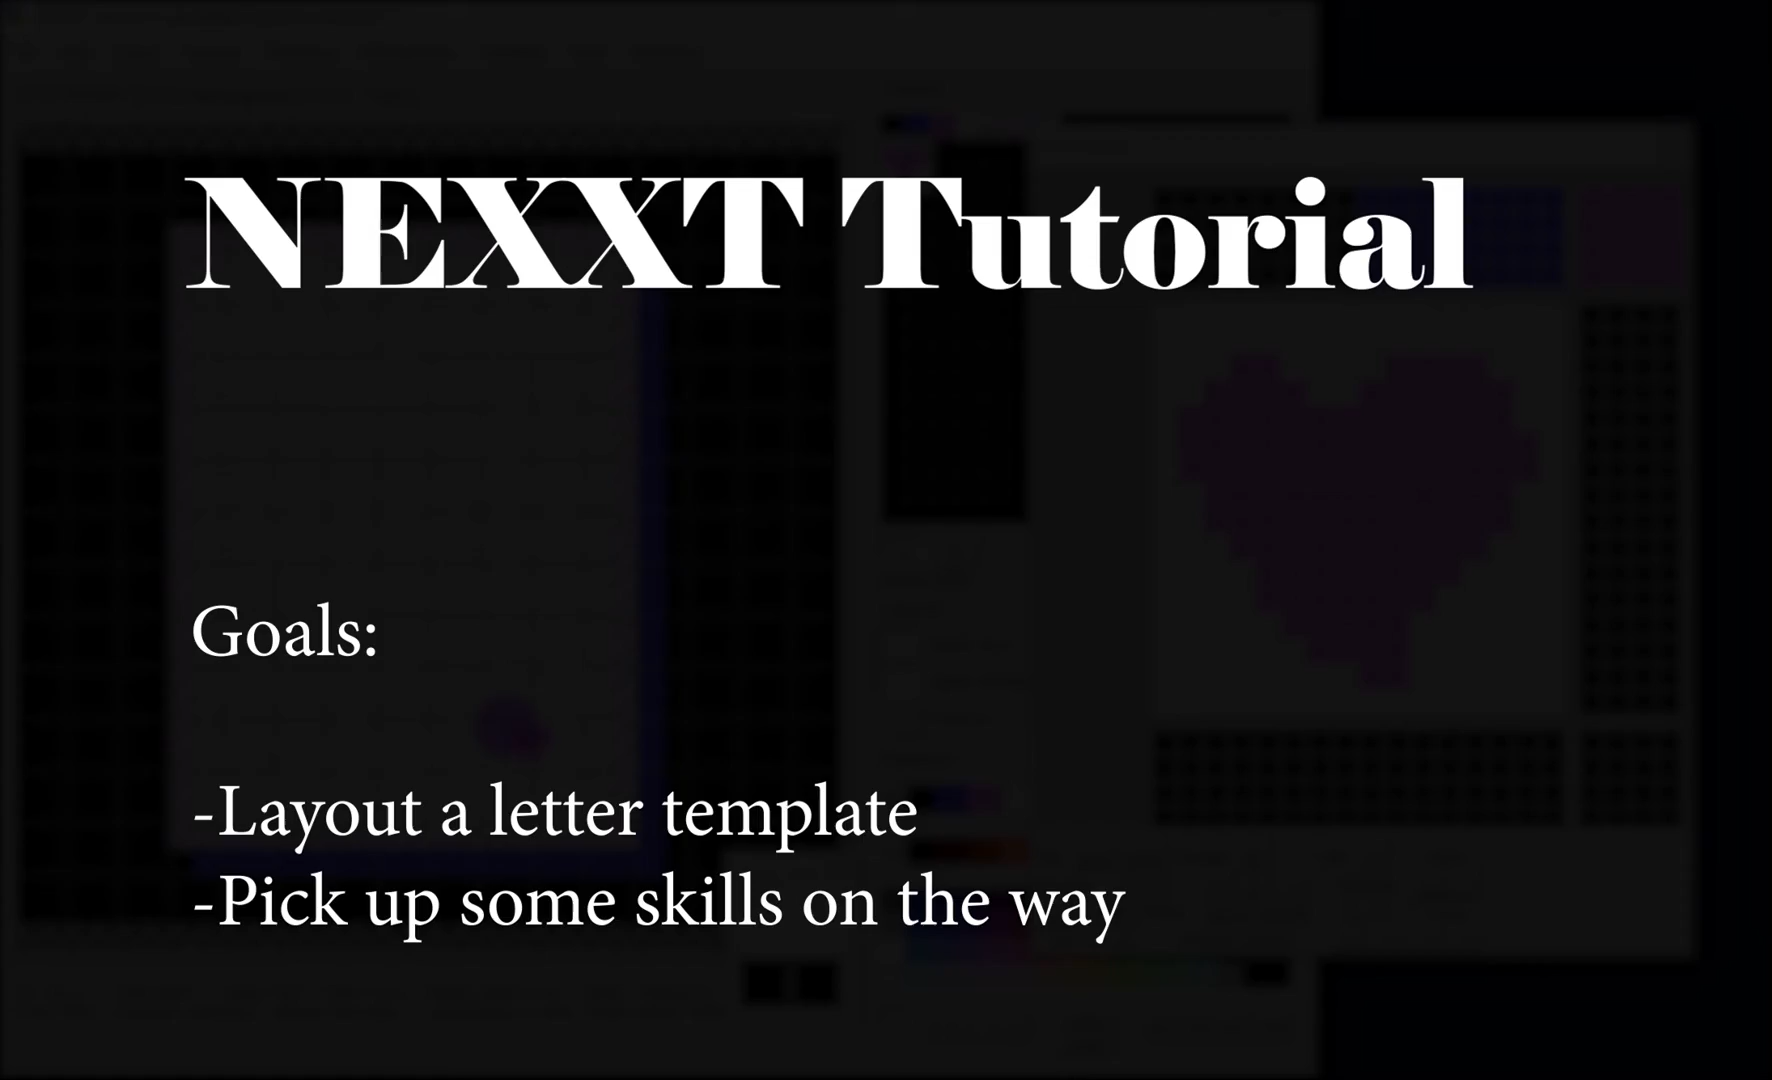 NEXXT Tutorial
Goals:
-Layout a letter template
-Pick up some skills on the way